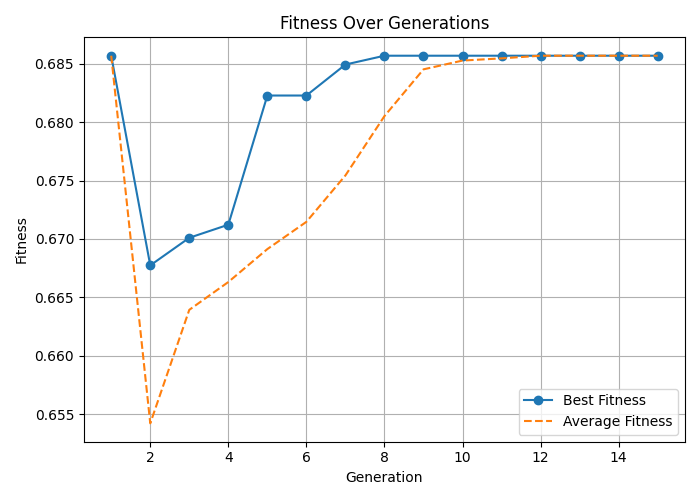 Fitness Over Generations
0.685
0.680
0.675
0.670
0.665
0.660
0.655
Fitness
Best Fitness
Average Fitness
2 4 6 8 10 12 14
Generation